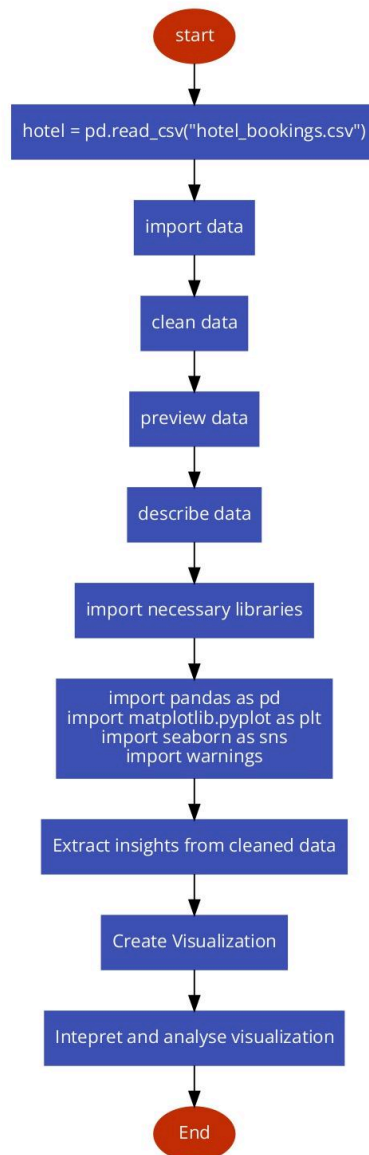 start
hotel = pd.read_csv("hotel_bookings.csv")
import data
clean data
preview data
describe data
import necessary libraries
import pandas as pd
import matplotlib.pyplot as plt
import seaborn as sns
import warnings
Extract insights from cleaned data
Create Visualization
Intepret and analyse visualization
End